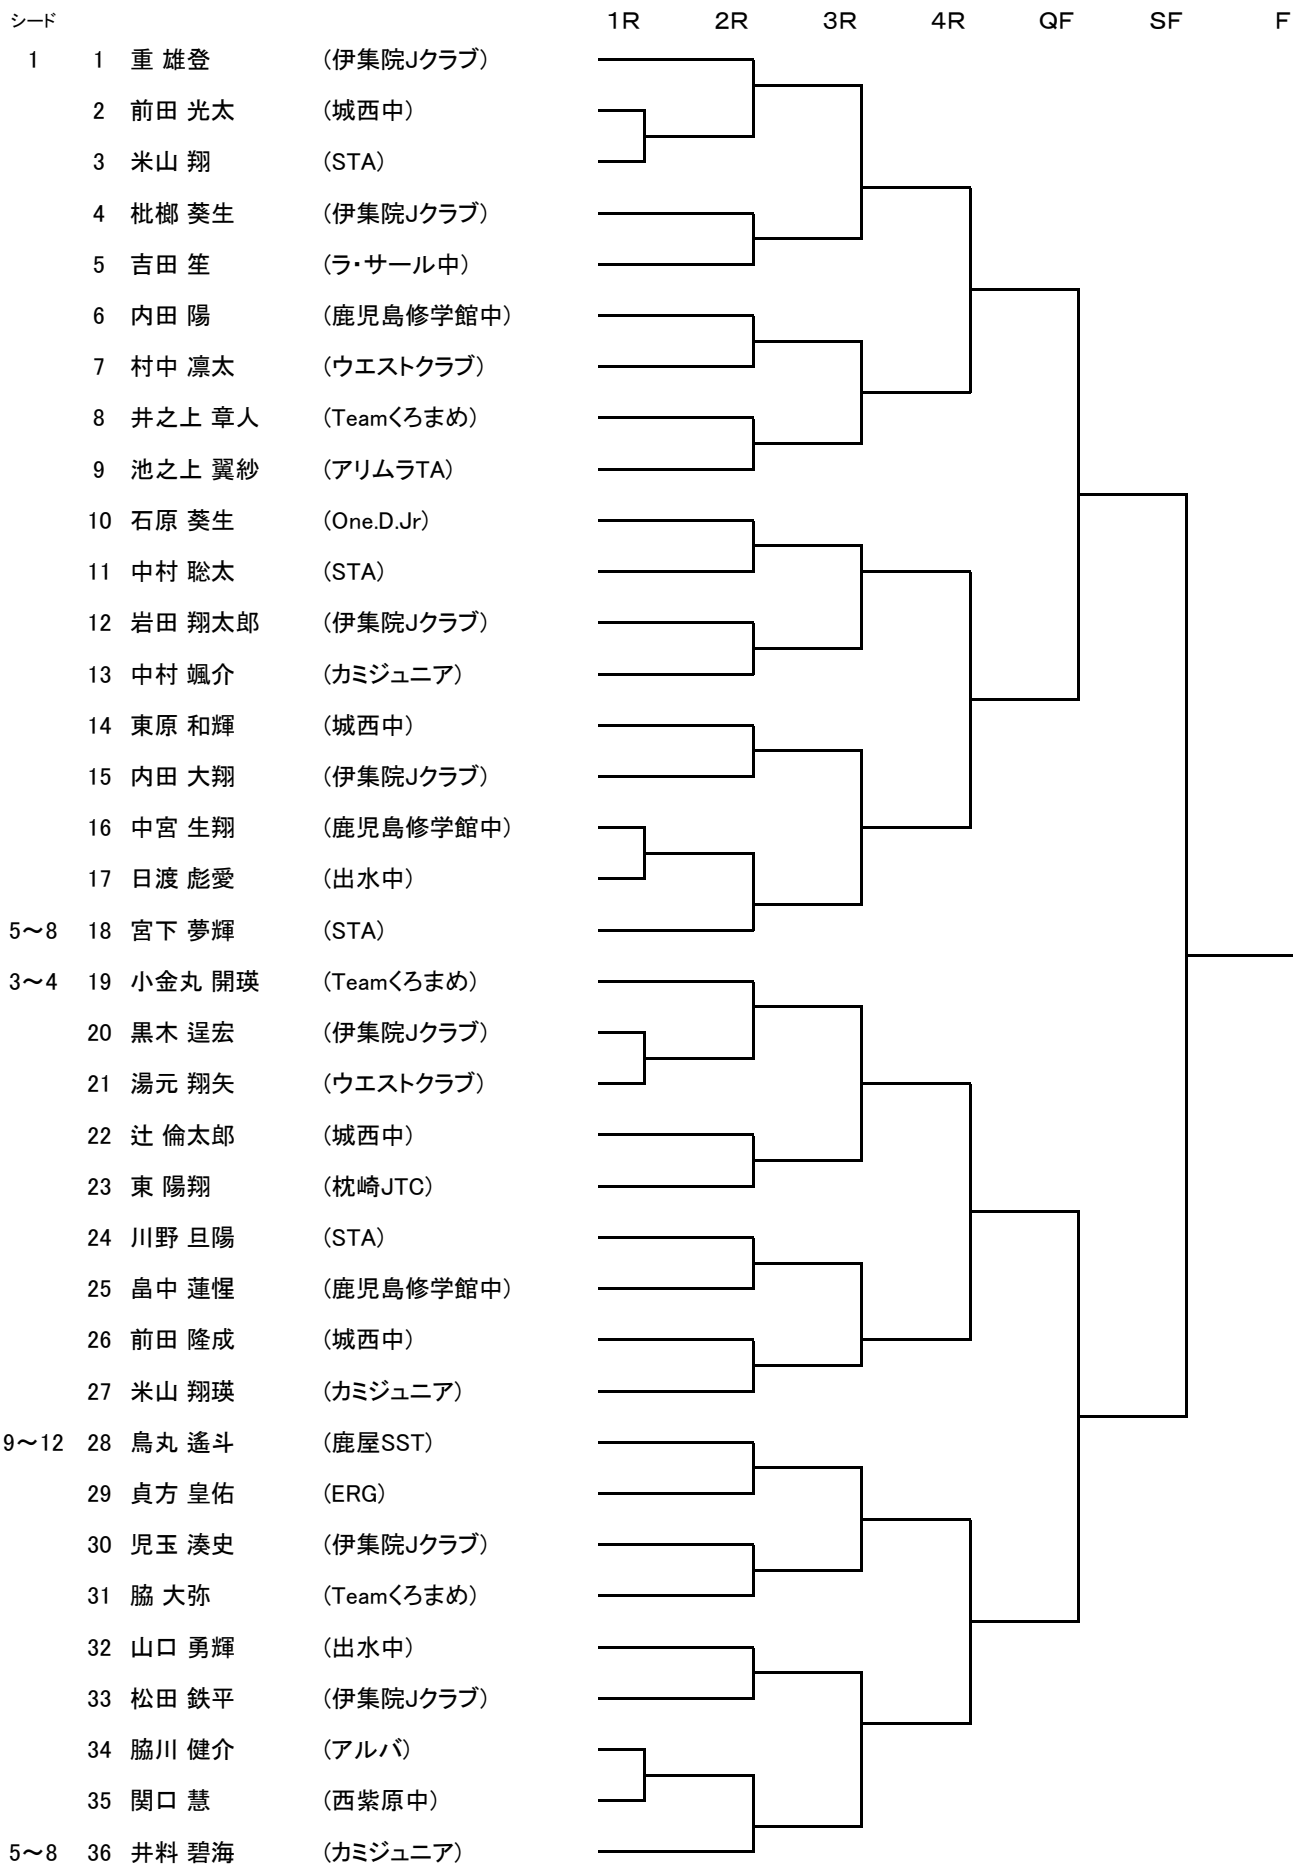 シード 1R 2R 3R 4R QF SF F
1 1 重 雄登 (伊集院Jクラブ)
2 前田 光太 (城西中)
3 米山 翔 (STA)
4 枇榔 葵生 (伊集院Jクラブ)
5 吉田 笙 (ラ・サール中)
6 内田 陽 (鹿児島修学館中)
7 村中 凛太 (ウエストクラブ)
8 井之上 章人 (Teamくろまめ)
9 池之上 翼紗 (アリムラTA)
10 石原 葵生 (One.D.Jr)
11 中村 聡太 (STA)
12 岩田 翔太郎 (伊集院Jクラブ)
13 中村 颯介 (カミジュニア)
14 東原 和輝 (城西中)
15 内田 大翔 (伊集院Jクラブ)
16 中宮 生翔 (鹿児島修学館中)
17 日渡 彪愛 (出水中)
5～8 18 宮下 夢輝 (STA)
3～4 19 小金丸 開瑛 (Teamくろまめ)
20 黒木 逞宏 (伊集院Jクラブ)
21 湯元 翔矢 (ウエストクラブ)
22 辻 倫太郎 (城西中)
23 東 陽翔 (枕崎JTC)
24 川野 旦陽 (STA)
25 畠中 蓮惺 (鹿児島修学館中)
26 前田 隆成 (城西中)
27 米山 翔瑛 (カミジュニア)
9～12 28 鳥丸 遙斗 (鹿屋SST)
29 貞方 皇佑 (ERG)
30 児玉 湊史 (伊集院Jクラブ)
31 脇 大弥 (Teamくろまめ)
32 山口 勇輝 (出水中)
33 松田 鉄平 (伊集院Jクラブ)
34 脇川 健介 (アルバ)
35 関口 慧 (西紫原中)
5～8 36 井料 碧海 (カミジュニア)